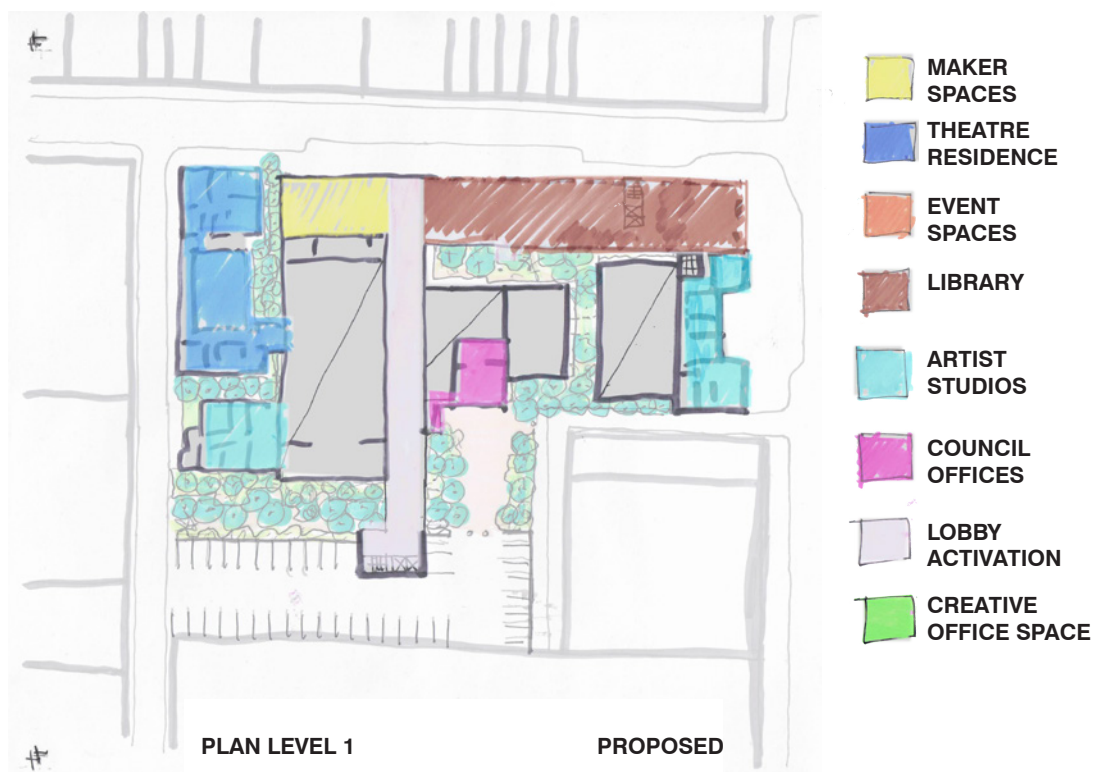 MAKER
SPACES
THEATRE
RESIDENCE
EVENT
SPACES
LIBRARY
ARTIST
STUDIOS
COUNCIL
OFFICES
LOBBY
ACTIVATION
CREATIVE
OFFICE SPACE
PLAN LEVEL 1
PROPOSED